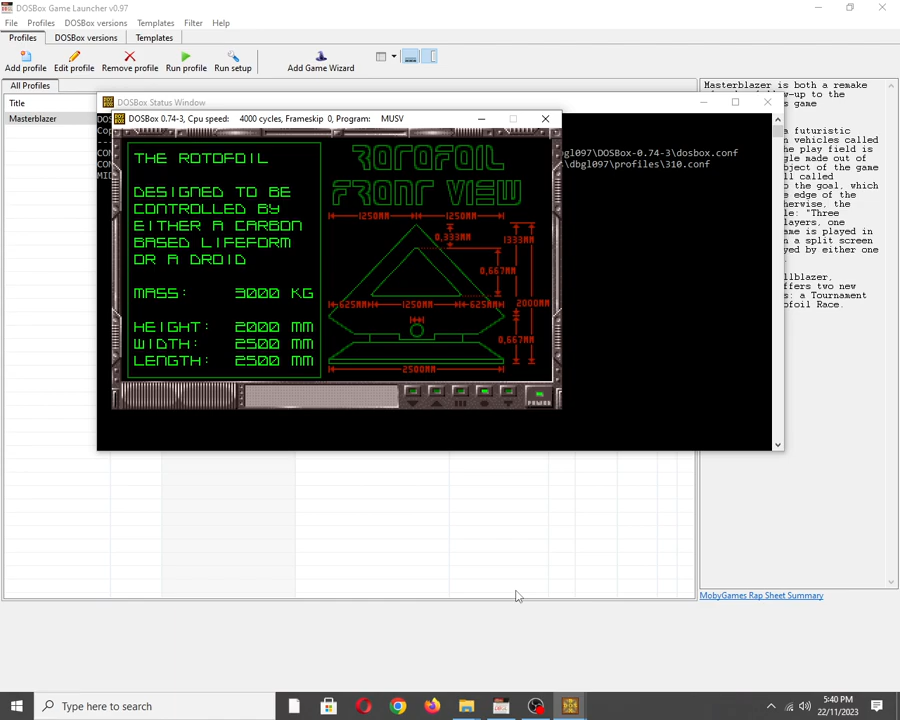 DOSBox Game Launcher v0.97
File Profiles DOSBox versions Templates Filter Help
Profiles DOSBox versions Templates
Add profile Edit profile Remove profile Run profile Run setup Add Game Wizard
All Profiles
Title
Masterblazer
Masterblazer is both a remake
DOSBox Status Window
DOSBox 0.74-3, Cpu speed: 4000 cycles, Frameskip 0, Program: MUSV
bgl097\DOSBox-0.74-3\dosbox.conf
\dbgl097\profiles\310.conf
THE ROTOFOIL
DESIGNED TO BE
CONTROLLED BY
EITHER A CARBON
BASED LIFEFORM
OR A DROID
MASS: 3000 KG
HEIGHT: 2000 MM
WIDTH: 2500 MM
LENGTH: 2500 MM
ROTOFOIL
FRONT VIEW
1250MM 1250MM
0,333MM
1333MM
0,667MM
625MM 1250MM 625MM
2000MM
0,667MM
2500MM
POWER
up to the
s game
a futuristic
n vehicles called
he play field is
gle made out of
bject of the game
ll called
to the goal, which
e edge of the
therwise, the
le: "Three
layers, one
ame is played in
n a split screen
yed by either one
llblazer,
ffers two new
s: a Tournament
ofoil Race.
MobyGames Rap Sheet Summary
Type here to search
5:40 PM
22/11/2023